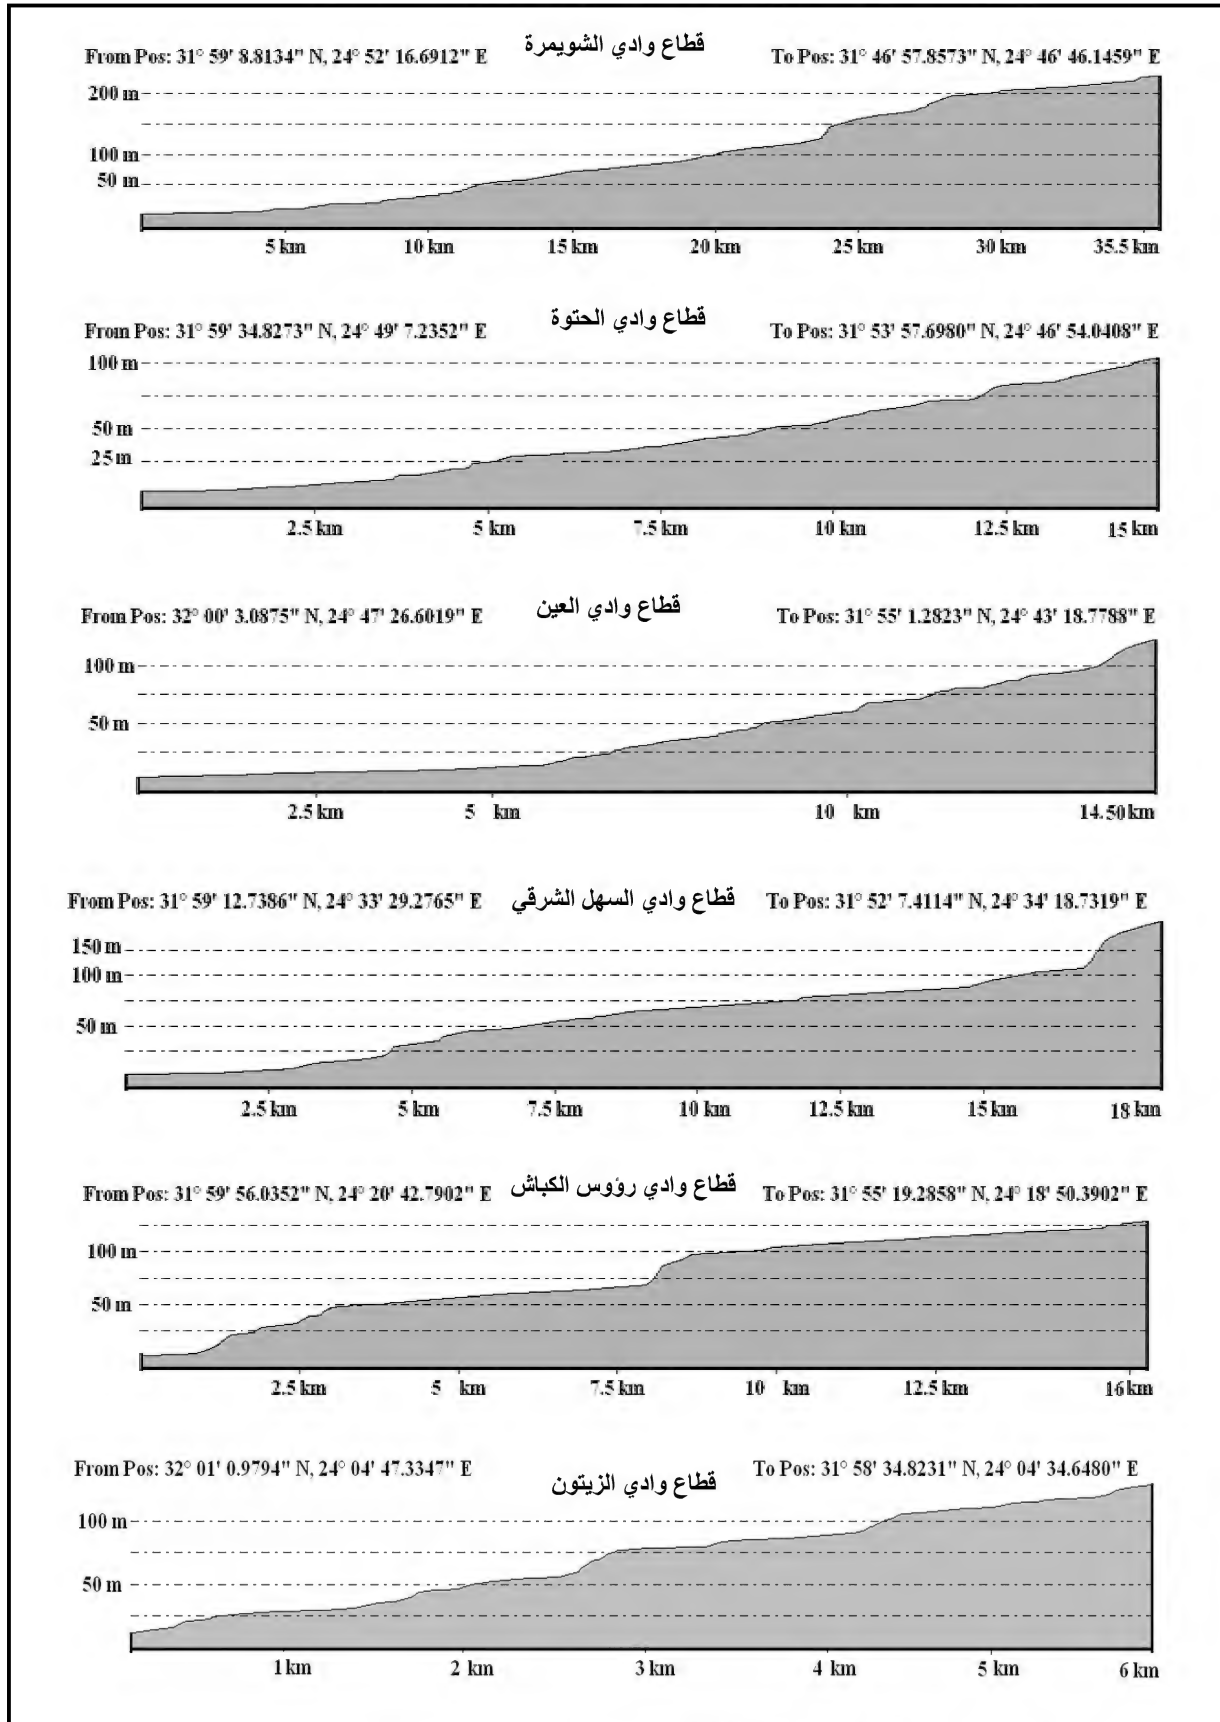 قطاع وادي الشويمرة
From Pos: 31° 59' 8.8134" N, 24° 52' 16.6912" E To Pos: 31° 46' 57.8573" N, 24° 46' 46.1459" E
200 m
100 m
50 m
5 km 10 km 15 km 20 km 25 km 30 km 35.5 km
قطاع وادي الحتوة
From Pos: 31° 59' 34.8273" N, 24° 49' 7.2352" E To Pos: 31° 53' 57.6980" N, 24° 46' 54.0408" E
100 m
50 m
25 m
2.5 km 5 km 7.5 km 10 km 12.5 km 15 km
قطاع وادي العين
From Pos: 32° 00' 3.0875" N, 24° 47' 26.6019" E To Pos: 31° 55' 1.2823" N, 24° 43' 18.7788" E
100 m
50 m
2.5 km 5 km 10 km 14.50 km
قطاع وادي السهل الشرقي
From Pos: 31° 59' 12.7386" N, 24° 33' 29.2765" E To Pos: 31° 52' 7.4114" N, 24° 34' 18.7319" E
150 m
100 m
50 m
2.5 km 5 km 7.5 km 10 km 12.5 km 15 km 18 km
قطاع وادي رؤوس الكباش
From Pos: 31° 59' 56.0352" N, 24° 20' 42.7902" E To Pos: 31° 55' 19.2858" N, 24° 18' 50.3902" E
100 m
50 m
2.5 km 5 km 7.5 km 10 km 12.5 km 16 km
قطاع وادي الزيتون
From Pos: 32° 01' 0.9794" N, 24° 04' 47.3347" E To Pos: 31° 58' 34.8231" N, 24° 04' 34.6480" E
100 m
50 m
1 km 2 km 3 km 4 km 5 km 6 km